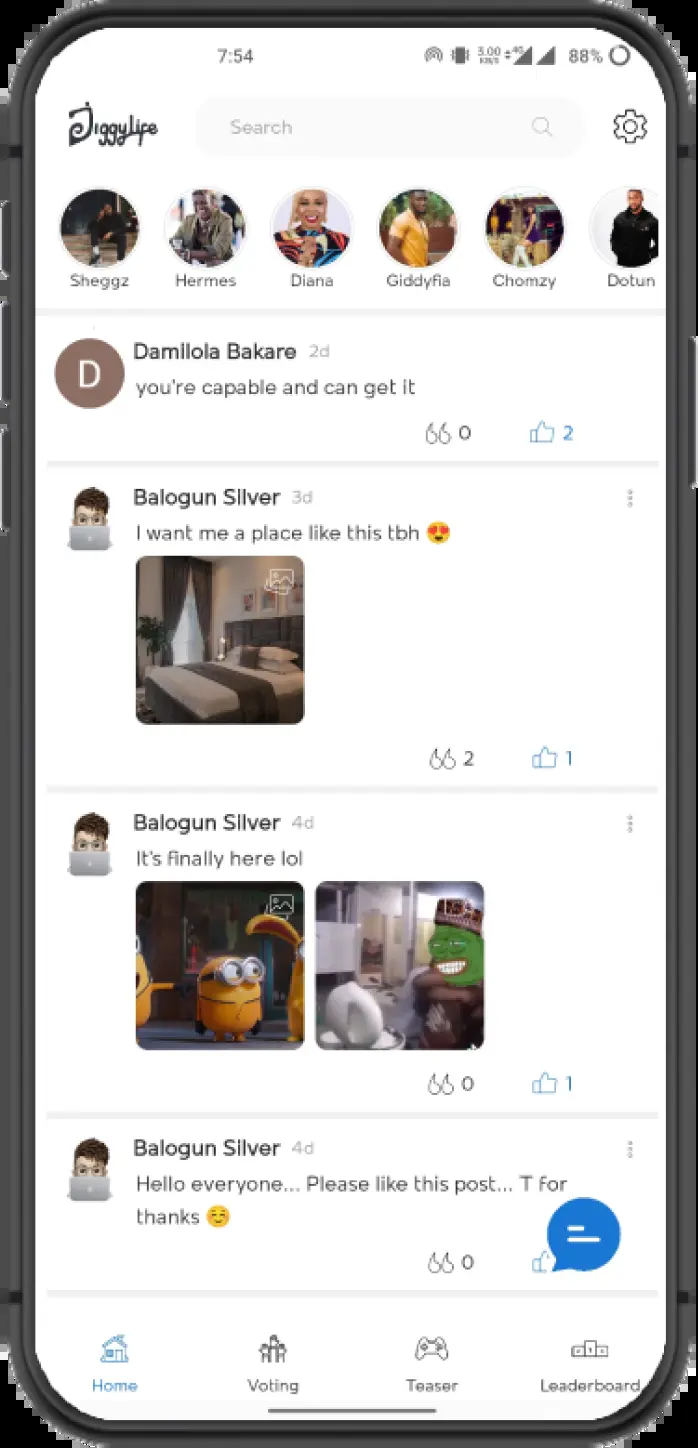 7:54
3.00
KB/S
4G
88%
JiggyLife
Search
Sheggz
Hermes
Diana
Giddyfia
Chomzy
Dotun
Damilola Bakare 2d
D
you're capable and can get it
0
2
Balogun Silver 3d
I want me a place like this tbh 😍
2
1
Balogun Silver 4d
It's finally here lol
0
1
Balogun Silver 4d
Hello everyone... Please like this post... T for
thanks ☺️
0
Home
Voting
Teaser
Leaderboard